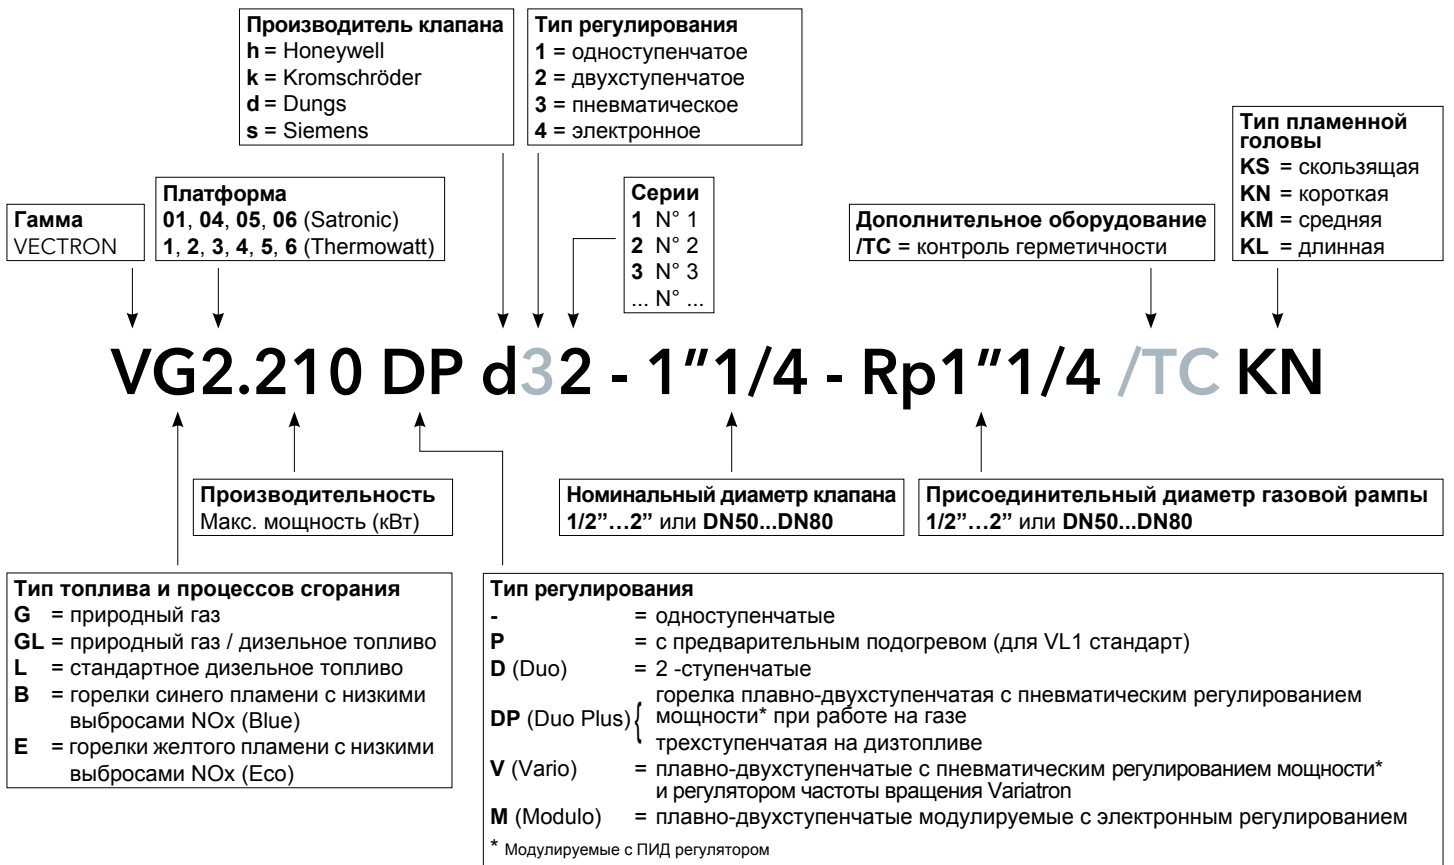 Производитель клапана
h = Honeywell
k = Kromschröder
d = Dungs
s = Siemens
Тип регулирования
1 = одноступенчатое
2 = двухступенчатое
3 = пневматическое
4 = электронное
Тип пламенной
головы
KS = скользящая
KN = короткая
KM = средняя
KL = длинная
Гамма
VECTRON
Платформа
01, 04, 05, 06 (Satronic)
1, 2, 3, 4, 5, 6 (Thermowatt)
Серии
1 N° 1
2 N° 2
3 N° 3
... N° ...
Дополнительное оборудование
/TC = контроль герметичности
VG2.210 DP d32 - 1"1/4 - Rp1"1/4 /TC KN
Производительность
Макс. мощность (кВт)
Номинальный диаметр клапана
1/2”…2” или DN50...DN80
Присоединительный диаметр газовой рампы
1/2”…2” или DN50...DN80
Тип топлива и процессов сгорания
G = природный газ
GL = природный газ / дизельное топливо
L = стандартное дизельное топливо
B = горелки синего пламени с низкими
выбросами NOx (Blue)
E = горелки желтого пламени с низкими
выбросами NOx (Eco)
Тип регулирования
- = одноступенчатые
P = с предварительным подогревом (для VL1 стандарт)
D (Duo) = 2 -ступенчатые
горелка плавно-двухступенчатая с пневматическим регулированием
DP (Duo Plus) { мощности* при работе на газе
трехступенчатая на дизтопливе
V (Vario) = плавно-двухступенчатые с пневматическим регулированием мощности*
и регулятором частоты вращения Variatron
M (Modulo) = плавно-двухступенчатые модулируемые с электронным регулированием
* Модулируемые с ПИД регулятором